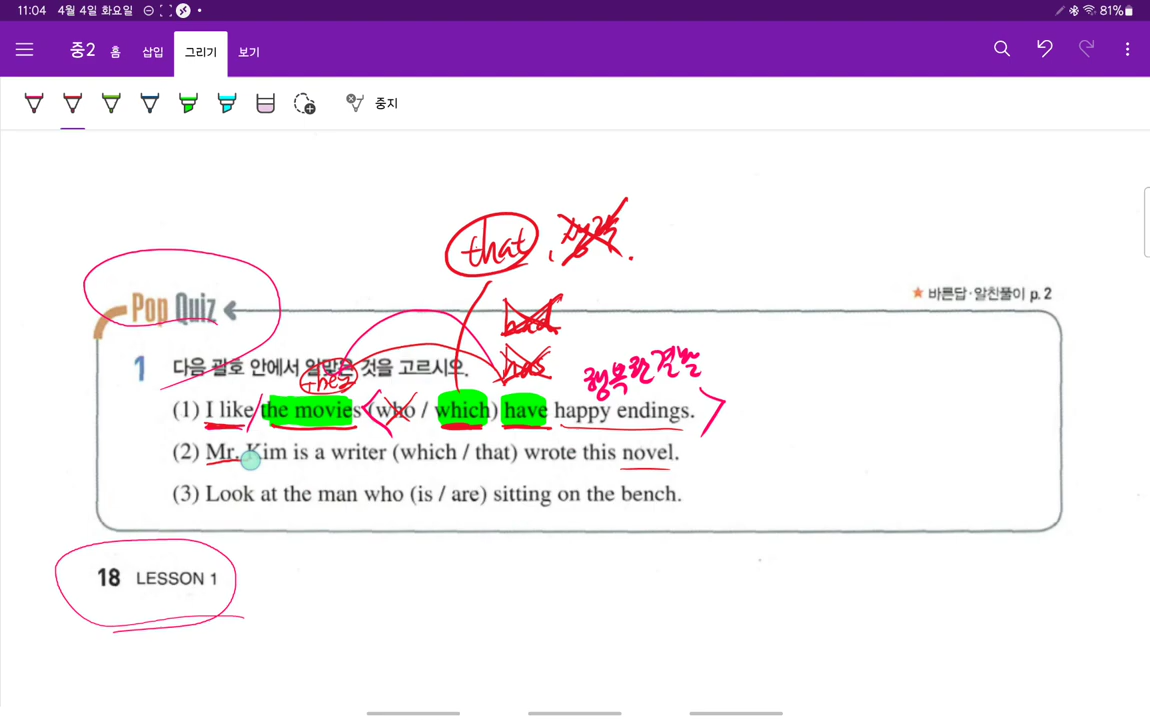 11:04 4월 4일 화요일 81%
중2 홈 삽입 그리기 보기
중지
that, 생략.
Pop Quiz
★ 바른답·알찬풀이 p. 2
had
has
1 다음 괄호 안에서 알맞은 것을 고르시오.
they
행복한 결말
(1) I like / the movies <(who / which) have happy endings. >
(2) Mr. Kim is a writer (which / that) wrote this novel.
(3) Look at the man who (is / are) sitting on the bench.
18 LESSON 1